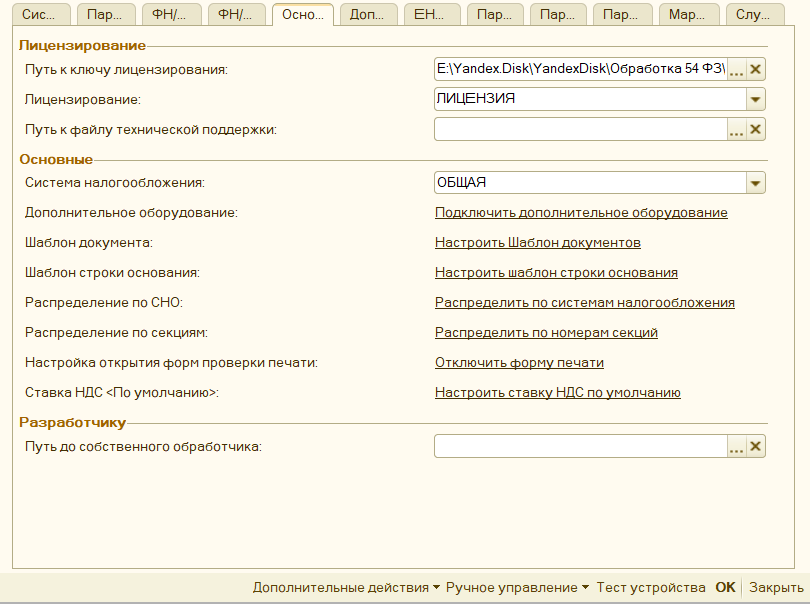 Сис... Пар... ФН/... ФН/... Осно... Доп... ЕН... Пар... Пар... Пар... Мар... Слу...
Лицензирование
Путь к ключу лицензирования: E:\Yandex.Disk\YandexDisk\Обработка 54 ФЗ\ ...
Лицензирование: ЛИЦЕНЗИЯ
Путь к файлу технической поддержки: ...
Основные
Система налогообложения: ОБЩАЯ
Дополнительное оборудование: Подключить дополнительное оборудование
Шаблон документа: Настроить Шаблон документов
Шаблон строки основания: Настроить шаблон строки основания
Распределение по СНО: Распределить по системам налогообложения
Распределение по секциям: Распределить по номерам секций
Настройка открытия форм проверки печати: Отключить форму печати
Ставка НДС <По умолчанию>: Настроить ставку НДС по умолчанию
Разработчику
Путь до собственного обработчика: ...
Дополнительные действия Ручное управление Тест устройства OK Закрыть